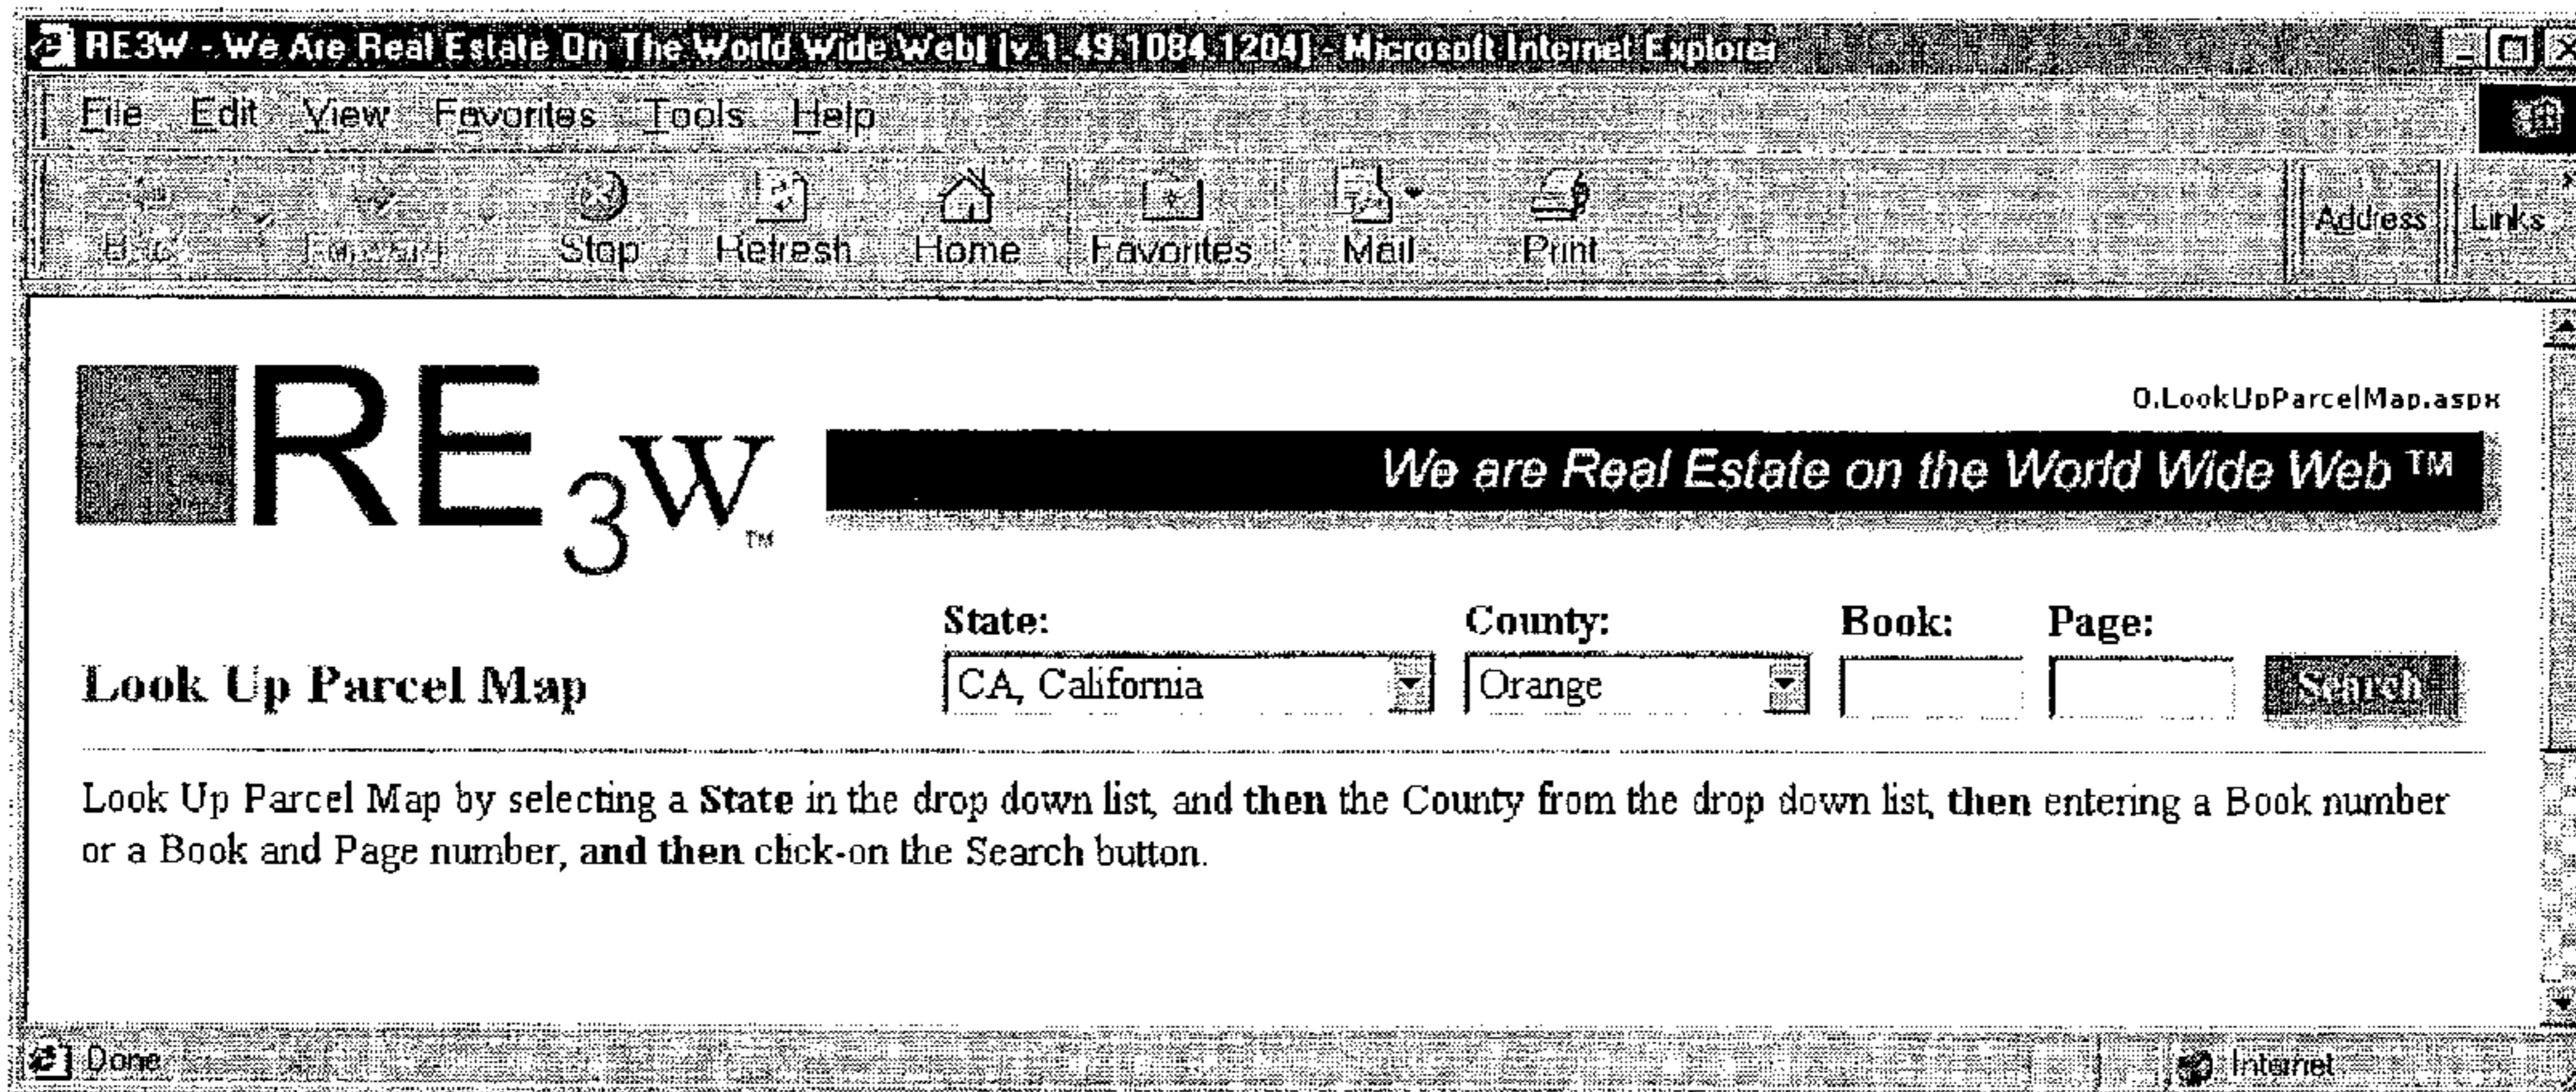 RE3W - We Are Real Estate On The World Wide Web! [v.1.49.1084.1204] - Microsoft Internet Explorer
File Edit View Favorites Tools Help
Back Forward Stop Refresh Home Favorites Mail Print Address Links
RE3W™
0.LookUpParcelMap.aspx
We are Real Estate on the World Wide Web ™
State: County: Book: Page:
Look Up Parcel Map CA, California Orange Search
Look Up Parcel Map by selecting a State in the drop down list, and then the County from the drop down list, then entering a Book number
or a Book and Page number, and then click-on the Search button.
Done Internet